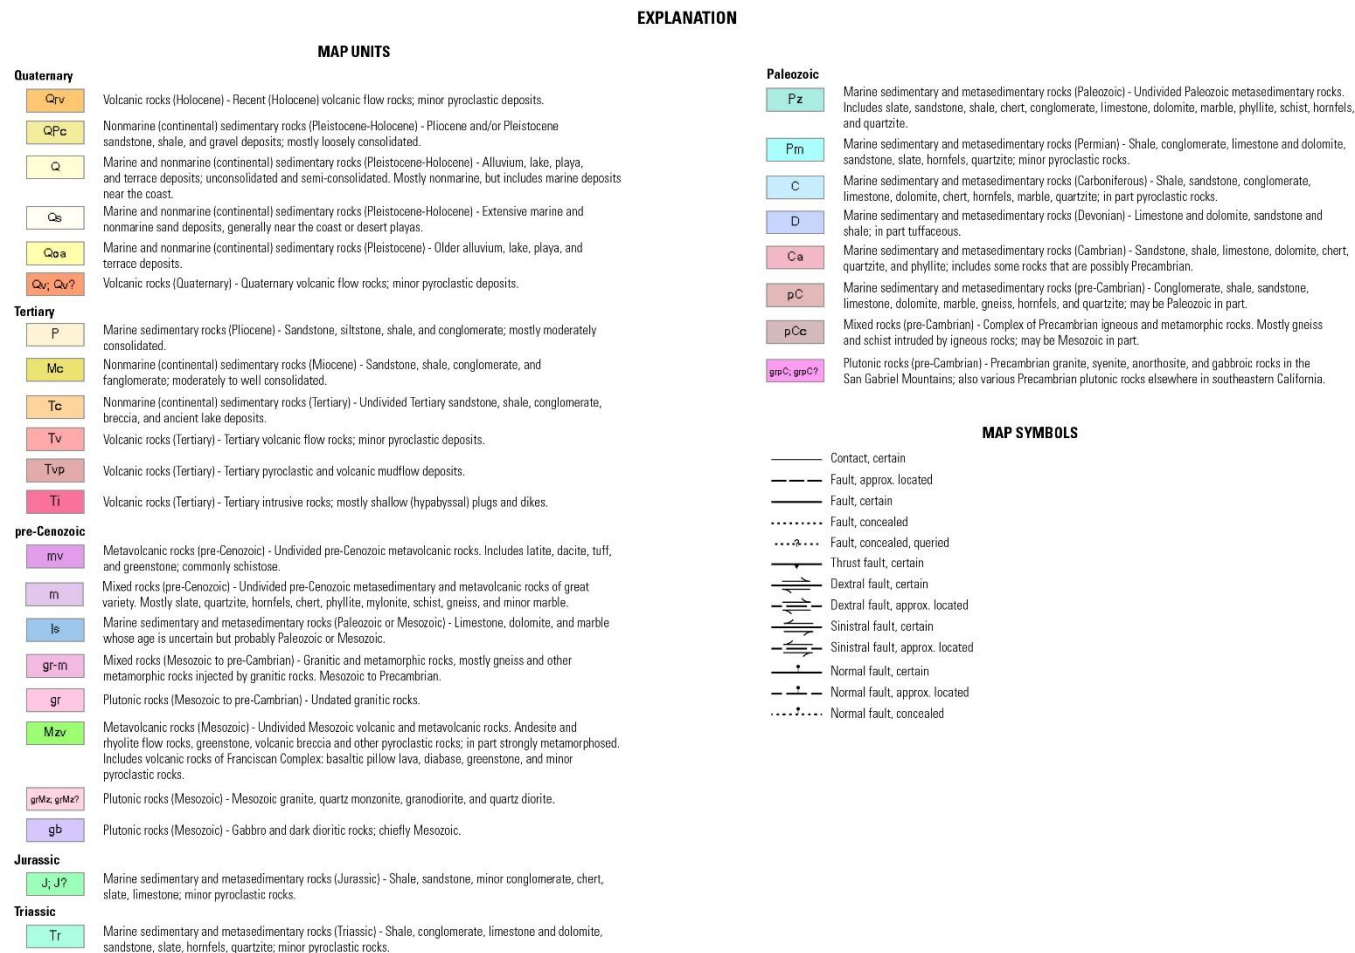 EXPLANATION
MAP UNITS
Quaternary
Qrv
Volcanic rocks (Holocene) - Recent (Holocene) volcanic flow rocks; minor pyroclastic deposits.
QPc
Nonmarine (continental) sedimentary rocks (Pleistocene-Holocene) - Pliocene and/or Pleistocene
sandstone, shale, and gravel deposits; mostly loosely consolidated.
Q
Marine and nonmarine (continental) sedimentary rocks (Pleistocene-Holocene) - Alluvium, lake, playa,
and terrace deposits; unconsolidated and semi-consolidated. Mostly nonmarine, but includes marine deposits
near the coast.
Qs
Marine and nonmarine (continental) sedimentary rocks (Pleistocene-Holocene) - Extensive marine and
nonmarine sand deposits, generally near the coast or desert playas.
Qoa
Marine and nonmarine (continental) sedimentary rocks (Pleistocene) - Older alluvium, lake, playa, and
terrace deposits.
Qv; Qv?
Volcanic rocks (Quaternary) - Quaternary volcanic flow rocks; minor pyroclastic deposits.
Tertiary
P
Marine sedimentary rocks (Pliocene) - Sandstone, siltstone, shale, and conglomerate; mostly moderately
consolidated.
Mc
Nonmarine (continental) sedimentary rocks (Miocene) - Sandstone, shale, conglomerate, and
fanglomerate; moderately to well consolidated.
Tc
Nonmarine (continental) sedimentary rocks (Tertiary) - Undivided Tertiary sandstone, shale, conglomerate,
breccia, and ancient lake deposits.
Tv
Volcanic rocks (Tertiary) - Tertiary volcanic flow rocks; minor pyroclastic deposits.
Tvp
Volcanic rocks (Tertiary) - Tertiary pyroclastic and volcanic mudflow deposits.
Ti
Volcanic rocks (Tertiary) - Tertiary intrusive rocks; mostly shallow (hypabyssal) plugs and dikes.
pre-Cenozoic
mv
Metavolcanic rocks (pre-Cenozoic) - Undivided pre-Cenozoic metavolcanic rocks. Includes latite, dacite, tuff,
and greenstone; commonly schistose.
m
Mixed rocks (pre-Cenozoic) - Undivided pre-Cenozoic metasedimentary and metavolcanic rocks of great
variety. Mostly slate, quartzite, hornfels, chert, phyllite, mylonite, schist, gneiss, and minor marble.
ls
Marine sedimentary and metasedimentary rocks (Paleozoic or Mesozoic) - Limestone, dolomite, and marble
whose age is uncertain but probably Paleozoic or Mesozoic.
gr-m
Mixed rocks (Mesozoic to pre-Cambrian) - Granitic and metamorphic rocks, mostly gneiss and other
metamorphic rocks injected by granitic rocks. Mesozoic to Precambrian.
gr
Plutonic rocks (Mesozoic to pre-Cambrian) - Undated granitic rocks.
Mzv
Metavolcanic rocks (Mesozoic) - Undivided Mesozoic volcanic and metavolcanic rocks. Andesite and
rhyolite flow rocks, greenstone, volcanic breccia and other pyroclastic rocks; in part strongly metamorphosed.
Includes volcanic rocks of Franciscan Complex: basaltic pillow lava, diabase, greenstone, and minor
pyroclastic rocks.
grMz; grMz?
Plutonic rocks (Mesozoic) - Mesozoic granite, quartz monzonite, granodiorite, and quartz diorite.
gb
Plutonic rocks (Mesozoic) - Gabbro and dark dioritic rocks; chiefly Mesozoic.
Jurassic
J; J?
Marine sedimentary and metasedimentary rocks (Jurassic) - Shale, sandstone, minor conglomerate, chert,
slate, limestone; minor pyroclastic rocks.
Triassic
Tr
Marine sedimentary and metasedimentary rocks (Triassic) - Shale, conglomerate, limestone and dolomite,
sandstone, slate, hornfels, quartzite; minor pyroclastic rocks.
Paleozoic
Pz
Marine sedimentary and metasedimentary rocks (Paleozoic) - Undivided Paleozoic metasedimentary rocks.
Includes slate, sandstone, shale, chert, conglomerate, limestone, dolomite, marble, phyllite, schist, hornfels,
and quartzite.
Pm
Marine sedimentary and metasedimentary rocks (Permian) - Shale, conglomerate, limestone and dolomite,
sandstone, slate, hornfels, quartzite; minor pyroclastic rocks.
C
Marine sedimentary and metasedimentary rocks (Carboniferous) - Shale, sandstone, conglomerate,
limestone, dolomite, chert, hornfels, marble, quartzite; in part pyroclastic rocks.
D
Marine sedimentary and metasedimentary rocks (Devonian) - Limestone and dolomite, sandstone and
shale; in part tuffaceous.
Ca
Marine sedimentary and metasedimentary rocks (Cambrian) - Sandstone, shale, limestone, dolomite, chert,
quartzite, and phyllite; includes some rocks that are possibly Precambrian.
pC
Marine sedimentary and metasedimentary rocks (pre-Cambrian) - Conglomerate, shale, sandstone,
limestone, dolomite, marble, gneiss, hornfels, and quartzite; may be Paleozoic in part.
pCc
Mixed rocks (pre-Cambrian) - Complex of Precambrian igneous and metamorphic rocks. Mostly gneiss
and schist intruded by igneous rocks; may be Mesozoic in part.
grpC; grpC?
Plutonic rocks (pre-Cambrian) - Precambrian granite, syenite, anorthosite, and gabbroic rocks in the
San Gabriel Mountains; also various Precambrian plutonic rocks elsewhere in southeastern California.
MAP SYMBOLS
Contact, certain
Fault, approx. located
Fault, certain
Fault, concealed
?
Fault, concealed, queried
Thrust fault, certain
Dextral fault, certain
Dextral fault, approx. located
Sinistral fault, certain
Sinistral fault, approx. located
Normal fault, certain
Normal fault, approx. located
Normal fault, concealed